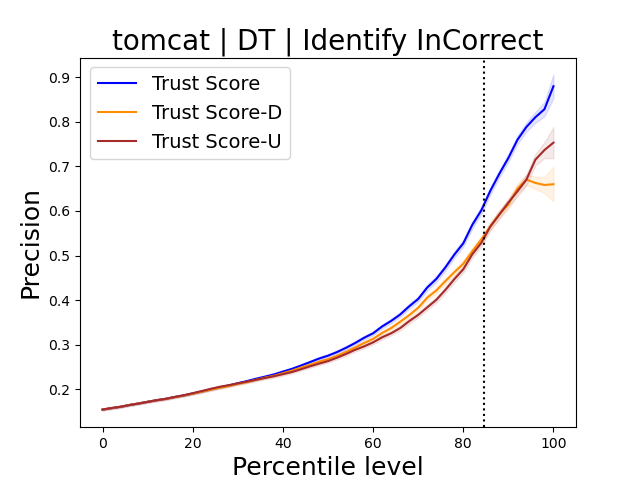 tomcat | DT | Identify InCorrect
Trust Score
Trust Score-D
Trust Score-U
Precision
0.9
0.8
0.7
0.6
0.5
0.4
0.3
0.2
0 20 40 60 80 100
Percentile level